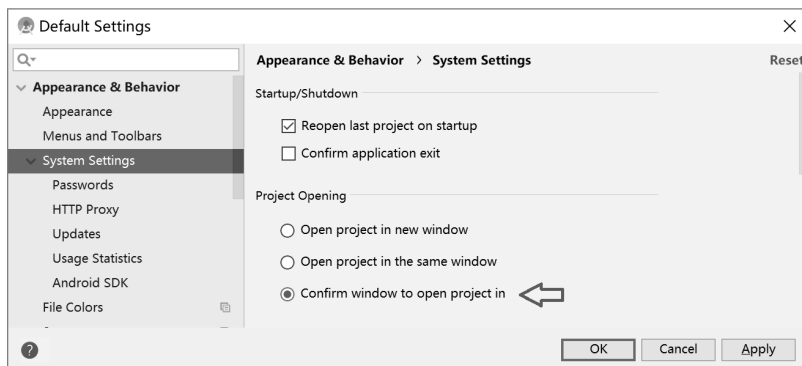 Default Settings
Appearance & Behavior > System Settings
Reset
Appearance & Behavior
Appearance
Menus and Toolbars
System Settings
Passwords
HTTP Proxy
Updates
Usage Statistics
Android SDK
File Colors
Startup/Shutdown
Reopen last project on startup
Confirm application exit
Project Opening
Open project in new window
Open project in the same window
Confirm window to open project in
?
OK
Cancel
Apply